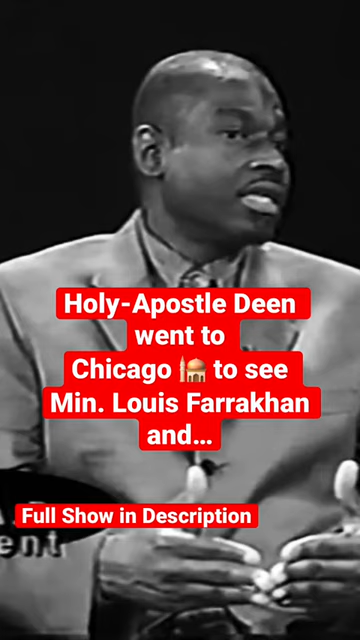 Holy-Apostle Deen
went to
Chicago 🕌 to see
Min. Louis Farrakhan
and...
Full Show in Description
ent